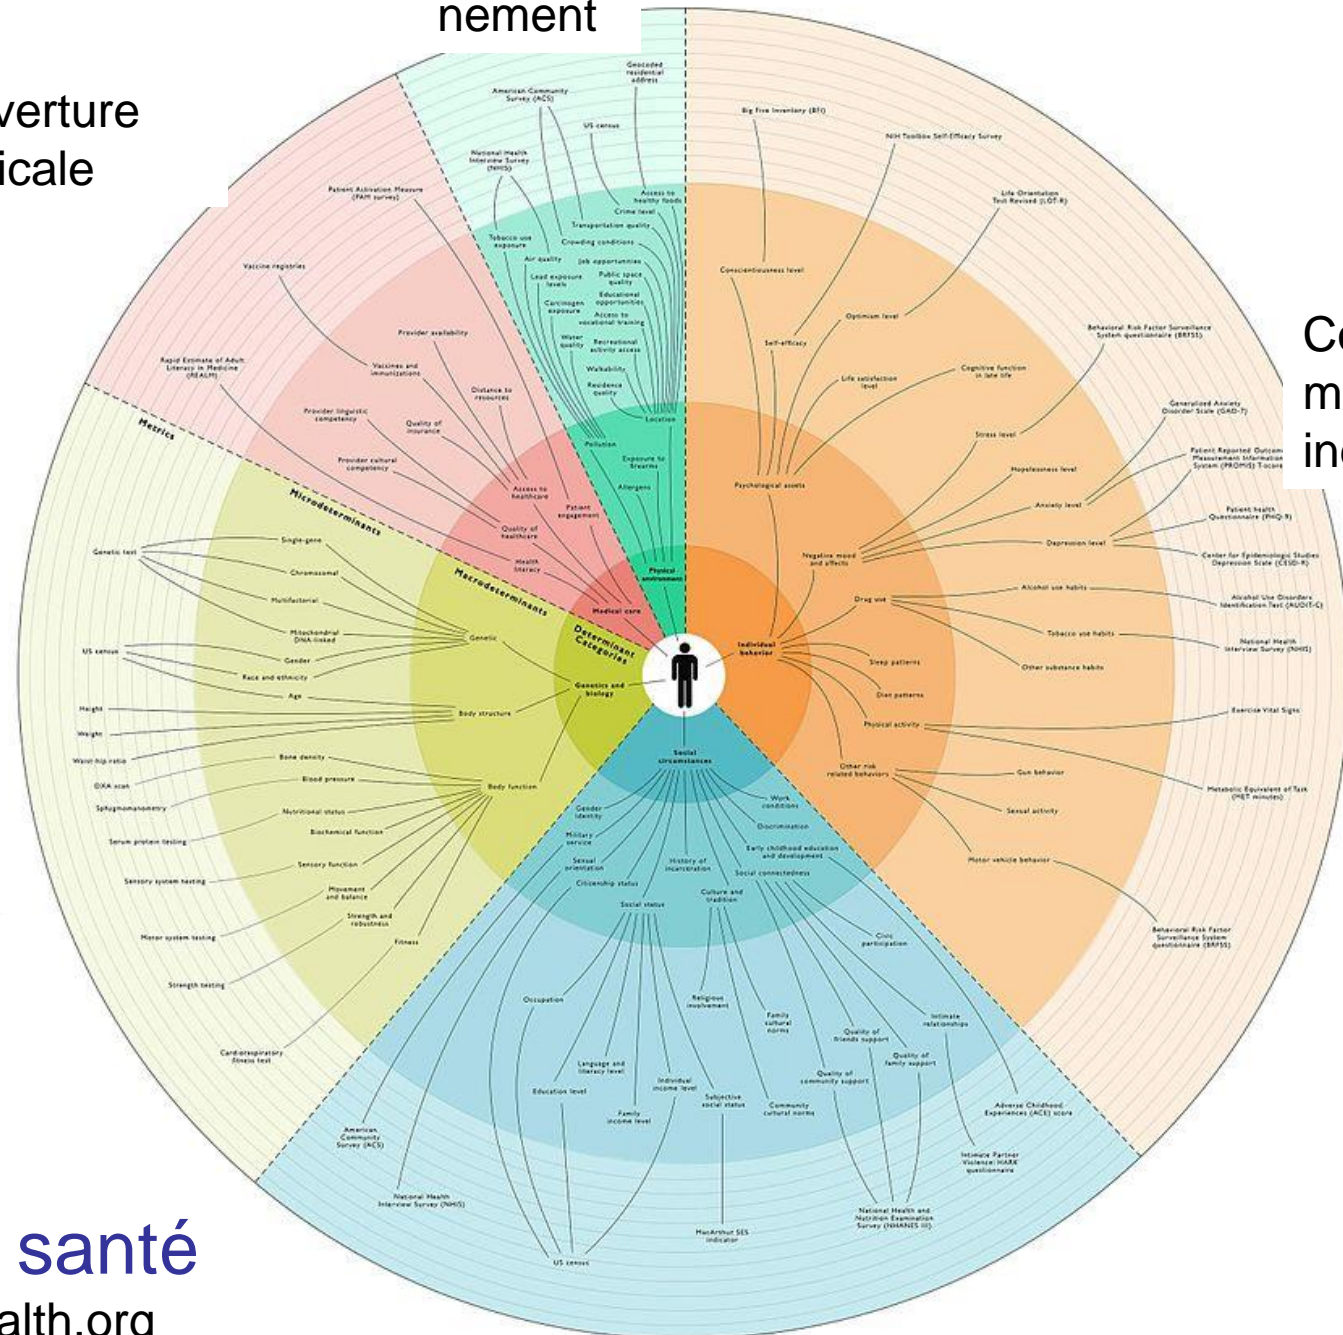 nement
verture
icale
santé
alth.org
Geocoded
residential
address
American Community
Survey (ACS)
US census
National Health
Interview Survey
(NHIS)
Access to
healthy foods
Crime level
Transportation quality
Tobacco use
exposure
Crowding conditions
Air quality
Job opportunities
Lead exposure
levels
Public space
quality
Carcinogen
exposure
Educational
opportunities
Access to
vocational training
Water
quality
Recreational
activity access
Walkability
Residence
quality
Location
Pollution
Exposure to
firearms
Allergens
Physical
environment
Patient Activation Measure
(PAM survey)
Vaccine registries
Rapid Estimate of Adult
Literacy in Medicine
(REALM)
Provider availability
Vaccines and
immunizations
Distance to
resources
Provider linguistic
competency
Quality of
insurance
Provider cultural
competency
Access to
healthcare
Patient
engagement
Quality of
healthcare
Health
literacy
Medical care
Metrics
Microdeterminants
Macrodeterminants
Determinant
Categories
Genetic test
Single-gene
Chromosomal
Multifactorial
Mitochondrial
DNA-linked
Genetic
US census
Gender
Race and ethnicity
Age
Genetics and
biology
Height
Weight
Waist-hip ratio
Body structure
DXA scan
Bone density
Sphygmomanometry
Blood pressure
Body function
Serum protein testing
Nutritional status
Biochemical function
Sensory system testing
Sensory function
Motor system testing
Movement
and balance
Strength testing
Strength and
robustness
Cardiorespiratory
fitness test
Fitness
Big Five Inventory (BFI)
NIH Toolbox Self-Efficacy Survey
Life Orientation
Test Revised (LOT-R)
Conscientiousness level
Optimism level
Self-efficacy
Life satisfaction
level
Cognitive function
in late life
Behavioral Risk Factor Surveillance
System questionnaire (BRFSS)
Psychological assets
Stress level
Generalized Anxiety
Disorder Scale (GAD-7)
Hopelessness level
Patient Reported Outcom
Measurement Information
System (PROMIS) T-score
Anxiety level
Patient health
Questionnaire (PHQ-9)
Depression level
Center for Epidemiologic Studies
Depression Scale (CESD-R)
Negative mood
and affects
Drug use
Alcohol use habits
Alcohol Use Disorders
Identification Test (AUDIT-C)
Tobacco use habits
National Health
Interview Survey (NHIS)
Other substance habits
Individual
behavior
Sleep patterns
Diet patterns
Physical activity
Exercise Vital Signs
Metabolic Equivalent of Task
(MET minutes)
Other risk
related behaviors
Gun behavior
Sexual activity
Motor vehicle behavior
Behavioral Risk Factor
Surveillance System
questionnaire (BRFSS)
Social
circumstances
Gender
identity
Work
conditions
Military
service
Discrimination
Sexual
orientation
History of
incarceration
Early childhood education
and development
Social connectedness
Citizenship status
Culture and
tradition
Social status
Civic
participation
Occupation
Religious
involvement
Family
cultural
norms
Intimate
relationships
Quality of
friends support
Quality of
family support
Language and
literacy level
Individual
income level
Quality of
community support
Education level
Subjective
social status
Community
cultural norms
Family
income level
Adverse Childhood
Experiences (ACE) score
American
Community
Survey (ACS)
Intimate Partner
Violence: HARK
questionnaire
National Health
Interview Survey (NHIS)
National Health and
Nutrition Examination
Survey (NHANES III)
MacArthur SES
indicator
US census